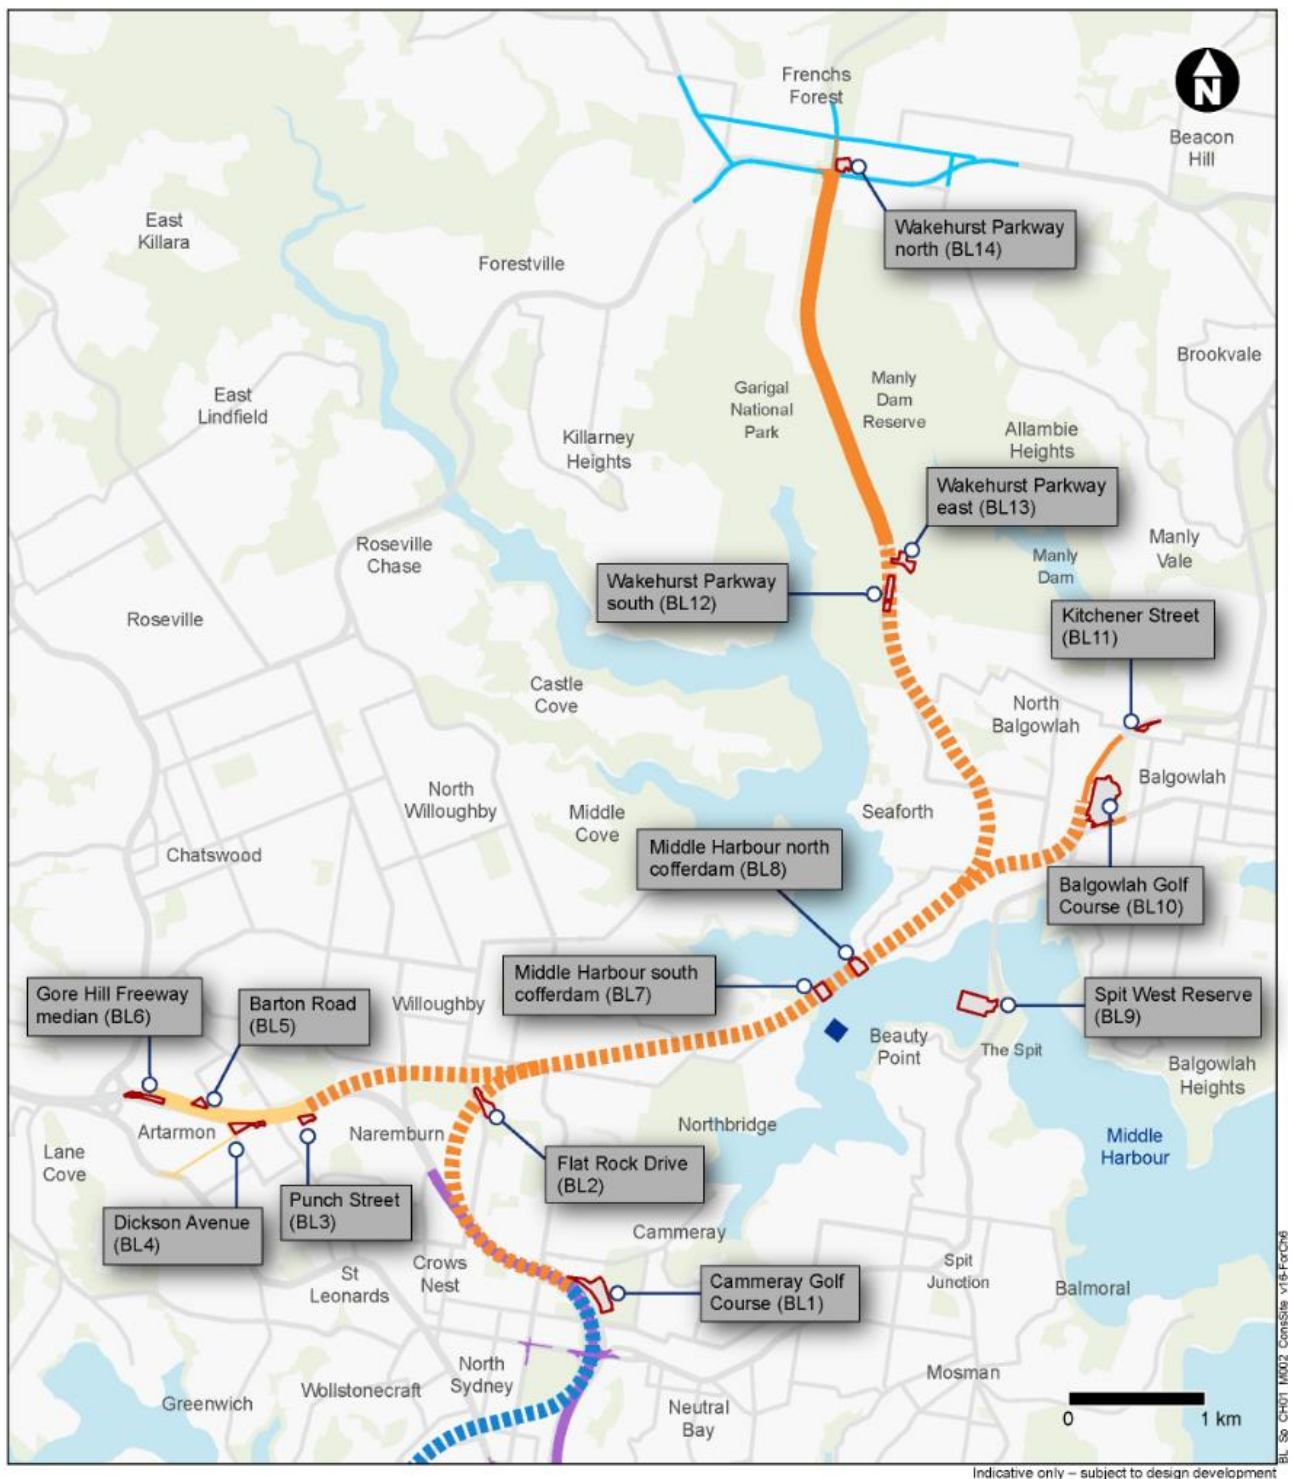 Frenchs
Forest
N
Beacon
Hill
East
Killara
Wakehurst Parkway
north (BL14)
Forestville
Brookvale
East
Lindfield
Garigal
National
Park
Manly
Dam
Reserve
Allambie
Heights
Killarney
Heights
Wakehurst Parkway
east (BL13)
Roseville
Chase
Manly
Vale
Manly
Dam
Wakehurst Parkway
south (BL12)
Roseville
Kitchener Street
(BL11)
Castle
Cove
North
Balgowlah
Balgowlah
North
Willoughby
Middle
Cove
Seaforth
Chatswood
Middle Harbour north
cofferdam (BL8)
Balgowlah Golf
Course (BL10)
Gore Hill Freeway
median (BL6)
Barton Road
(BL5)
Willoughby
Middle Harbour south
cofferdam (BL7)
Spit West Reserve
(BL9)
Beauty
Point
The Spit
Balgowlah
Heights
Artarmon
Naremburn
Northbridge
Middle
Harbour
Lane
Cove
Flat Rock Drive
(BL2)
Dickson Avenue
(BL4)
Punch Street
(BL3)
Cammeray
St
Leonards
Crows
Nest
Cammeray Golf
Course (BL1)
Spit
Junction
Balmoral
Greenwich
Wollstonecraft
North
Sydney
Neutral
Bay
Mosman
0 1 km
BL_Sp_CH01_M002_ConsSite_v16-ForCh6
Indicative only – subject to design development